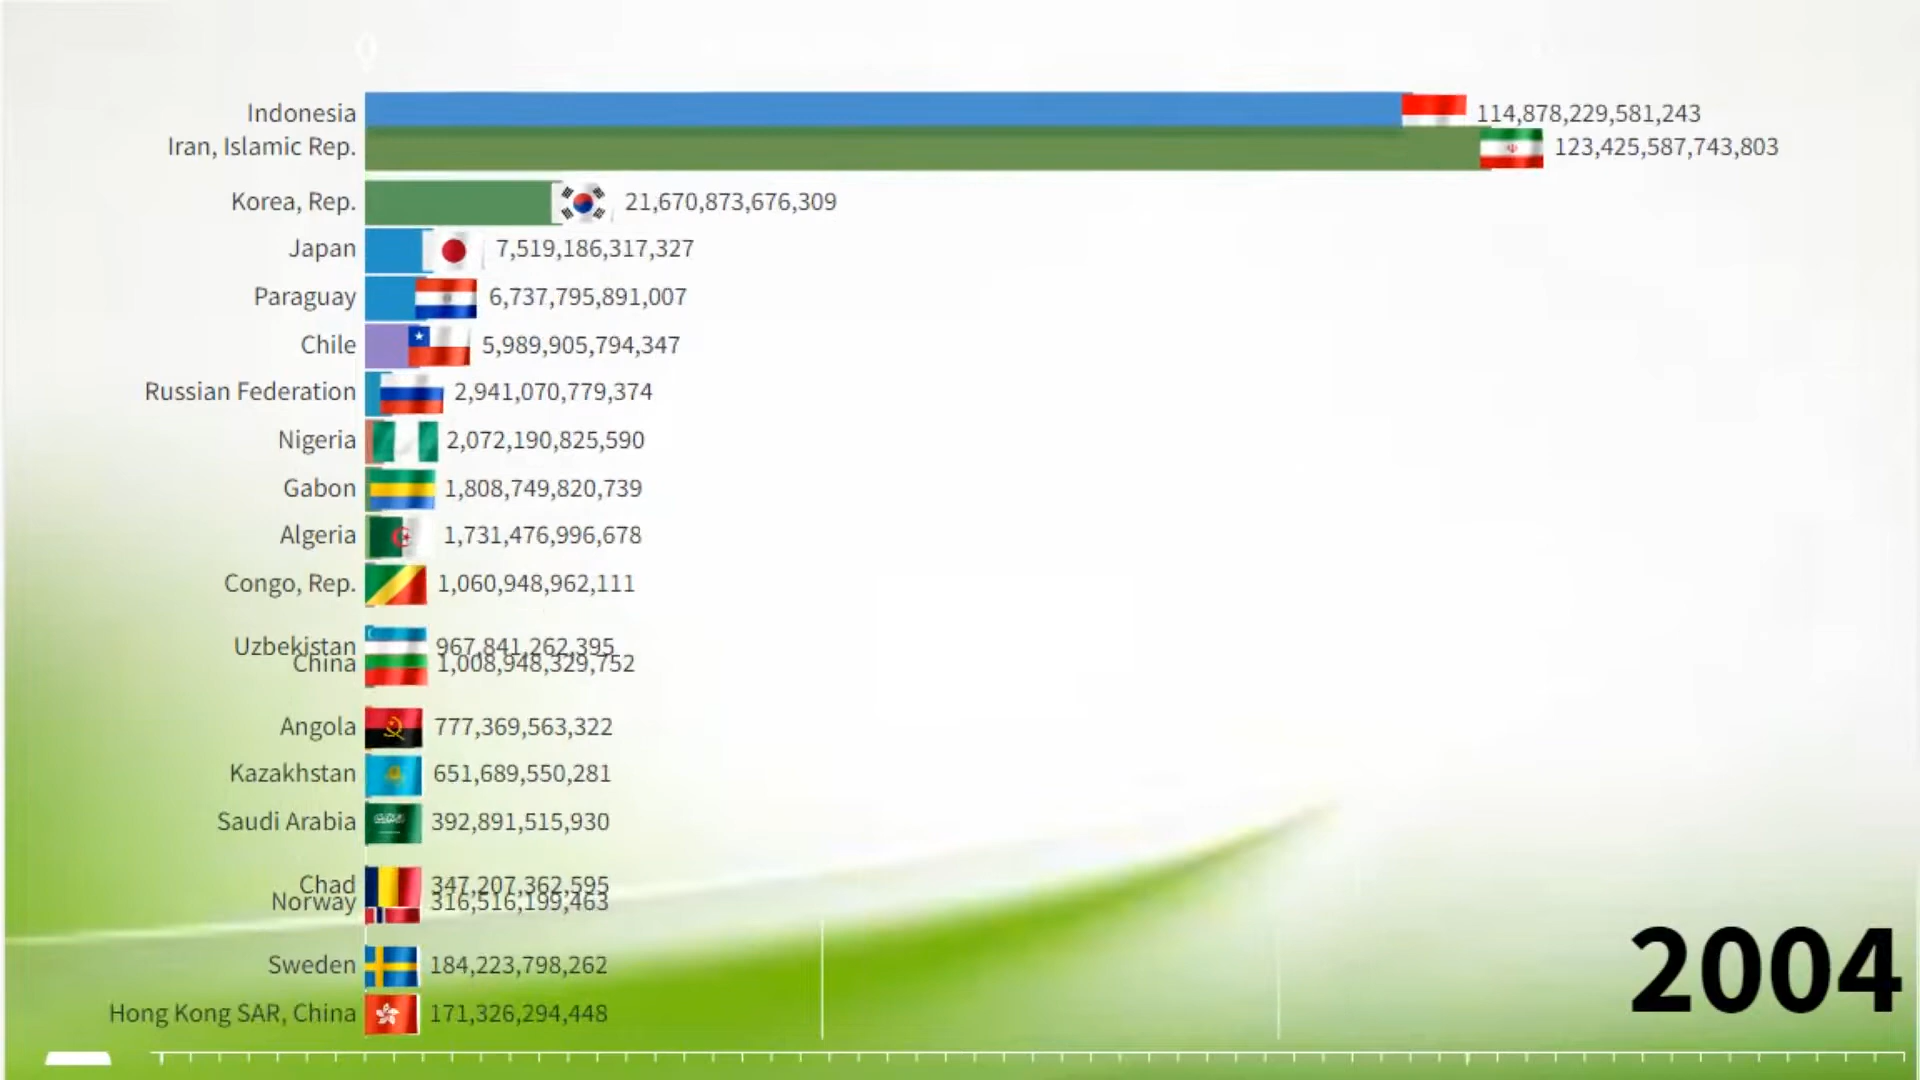 0
Indonesia 114,878,229,581,243
Iran, Islamic Rep. 123,425,587,743,803
Korea, Rep. 21,670,873,676,309
Japan 7,519,186,317,327
Paraguay 6,737,795,891,007
Chile 5,989,905,794,347
Russian Federation 2,941,070,779,374
Nigeria 2,072,190,825,590
Gabon 1,808,749,820,739
Algeria 1,731,476,996,678
Congo, Rep. 1,060,948,962,111
Uzbekistan 967,841,262,395
China 1,008,948,329,752
Angola 777,369,563,322
Kazakhstan 651,689,550,281
Saudi Arabia 392,891,515,930
Chad 347,207,362,595
Norway 316,516,199,463
Sweden 184,223,798,262
Hong Kong SAR, China 171,326,294,448
2004